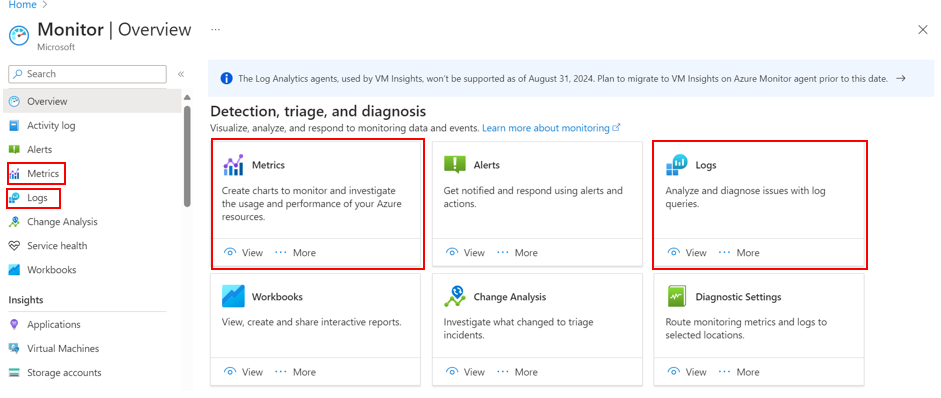 Home
Monitor | Overview
Microsoft
Search
Overview
Activity log
Alerts
Metrics
Logs
Change Analysis
Service health
Workbooks
Insights
Applications
Virtual Machines
Storage accounts
The Log Analytics agents, used by VM Insights, won't be supported as of August 31, 2024. Plan to migrate to VM Insights on Azure Monitor agent prior to this date.
Detection, triage, and diagnosis
Visualize, analyze, and respond to monitoring data and events. Learn more about monitoring
Metrics
Create charts to monitor and investigate
the usage and performance of your Azure
resources.
View ··· More
Alerts
Get notified and respond using alerts and
actions.
View ··· More
Logs
Analyze and diagnose issues with log
queries.
View ··· More
Workbooks
View, create and share interactive reports.
View ··· More
Change Analysis
Investigate what changed to triage
incidents.
View ··· More
Diagnostic Settings
Route monitoring metrics and logs to
selected locations.
View ··· More